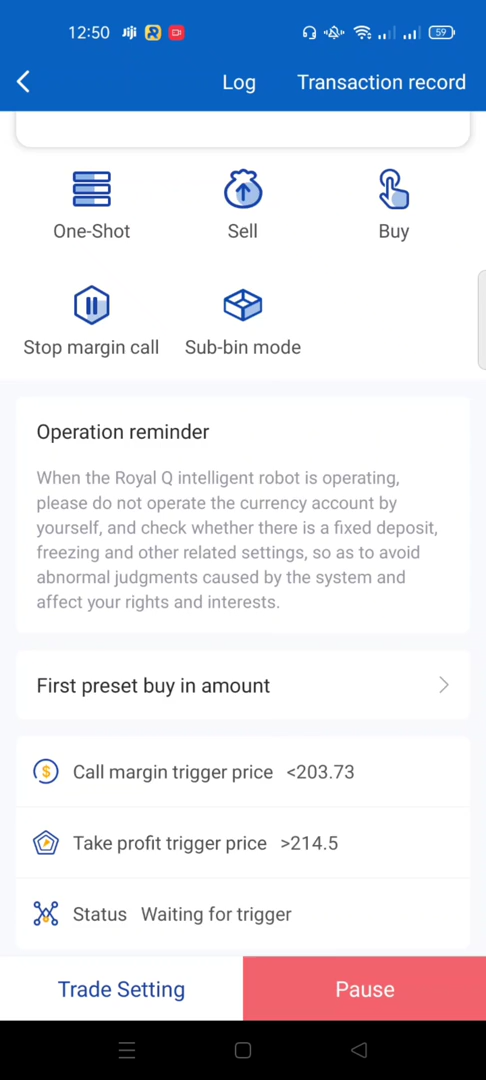 12:50 Jiji 59
Log Transaction record
One-Shot Sell Buy
Stop margin call Sub-bin mode
Operation reminder
When the Royal Q intelligent robot is operating,
please do not operate the currency account by
yourself, and check whether there is a fixed deposit,
freezing and other related settings, so as to avoid
abnormal judgments caused by the system and
affect your rights and interests.
First preset buy in amount
Call margin trigger price <203.73
Take profit trigger price >214.5
Status Waiting for trigger
Trade Setting Pause